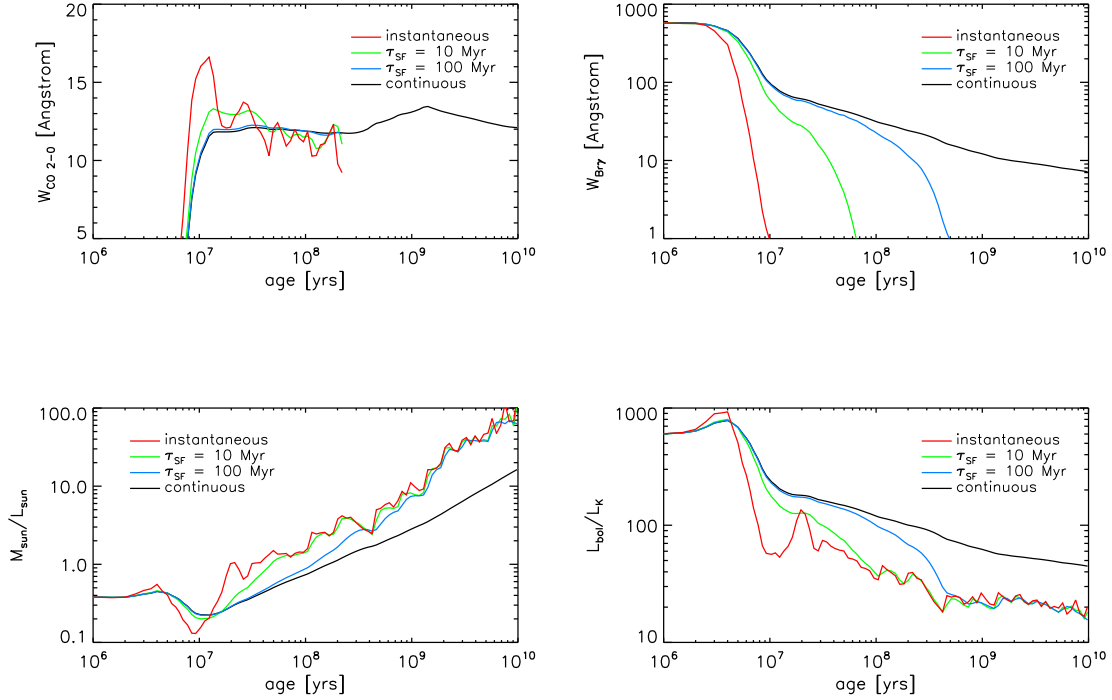 20
15
10
5
W_CO 2-0 [Angstrom]
instantaneous
τ_SF = 10 Myr
τ_SF = 100 Myr
continuous
10^6 10^7 10^8 10^9 10^10
age [yrs]
1000
100
10
1
W_Brγ [Angstrom]
instantaneous
τ_SF = 10 Myr
τ_SF = 100 Myr
continuous
10^6 10^7 10^8 10^9 10^10
age [yrs]
100.0
10.0
1.0
0.1
M_sun/L_sun
instantaneous
τ_SF = 10 Myr
τ_SF = 100 Myr
continuous
10^6 10^7 10^8 10^9 10^10
age [yrs]
1000
100
10
L_bol/L_K
instantaneous
τ_SF = 10 Myr
τ_SF = 100 Myr
continuous
10^6 10^7 10^8 10^9 10^10
age [yrs]